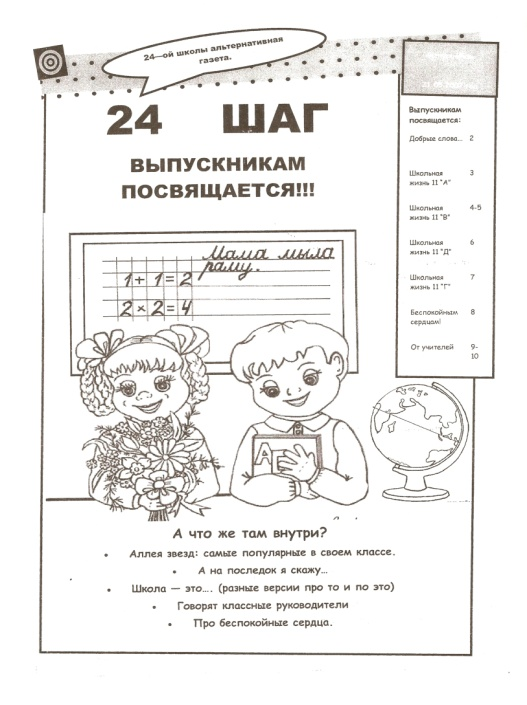 24—ой школы альтернативная
газета.
24 ШАГ
ВЫПУСКНИКАМ
ПОСВЯЩАЕТСЯ!!!
Выпускникам
посвящается:
Добрые слова… 2
Школьная 3
жизнь 11 "А"
Школьная 4-5
жизнь 11 "В"
Школьная 6
жизнь 11 "Д"
Школьная 7
жизнь 11 "Г"
Беспокойным 8
сердцам!
От учителей 9-
10
Мама мыла
раму.
1 + 1 = 2
2 × 2 = 4
А
А что же там внутри?
• Аллея звезд: самые популярные в своем классе.
• А на последок я скажу…
• Школа — это…. (разные версии про то и по это)
• Говорят классные руководители
• Про беспокойные сердца.